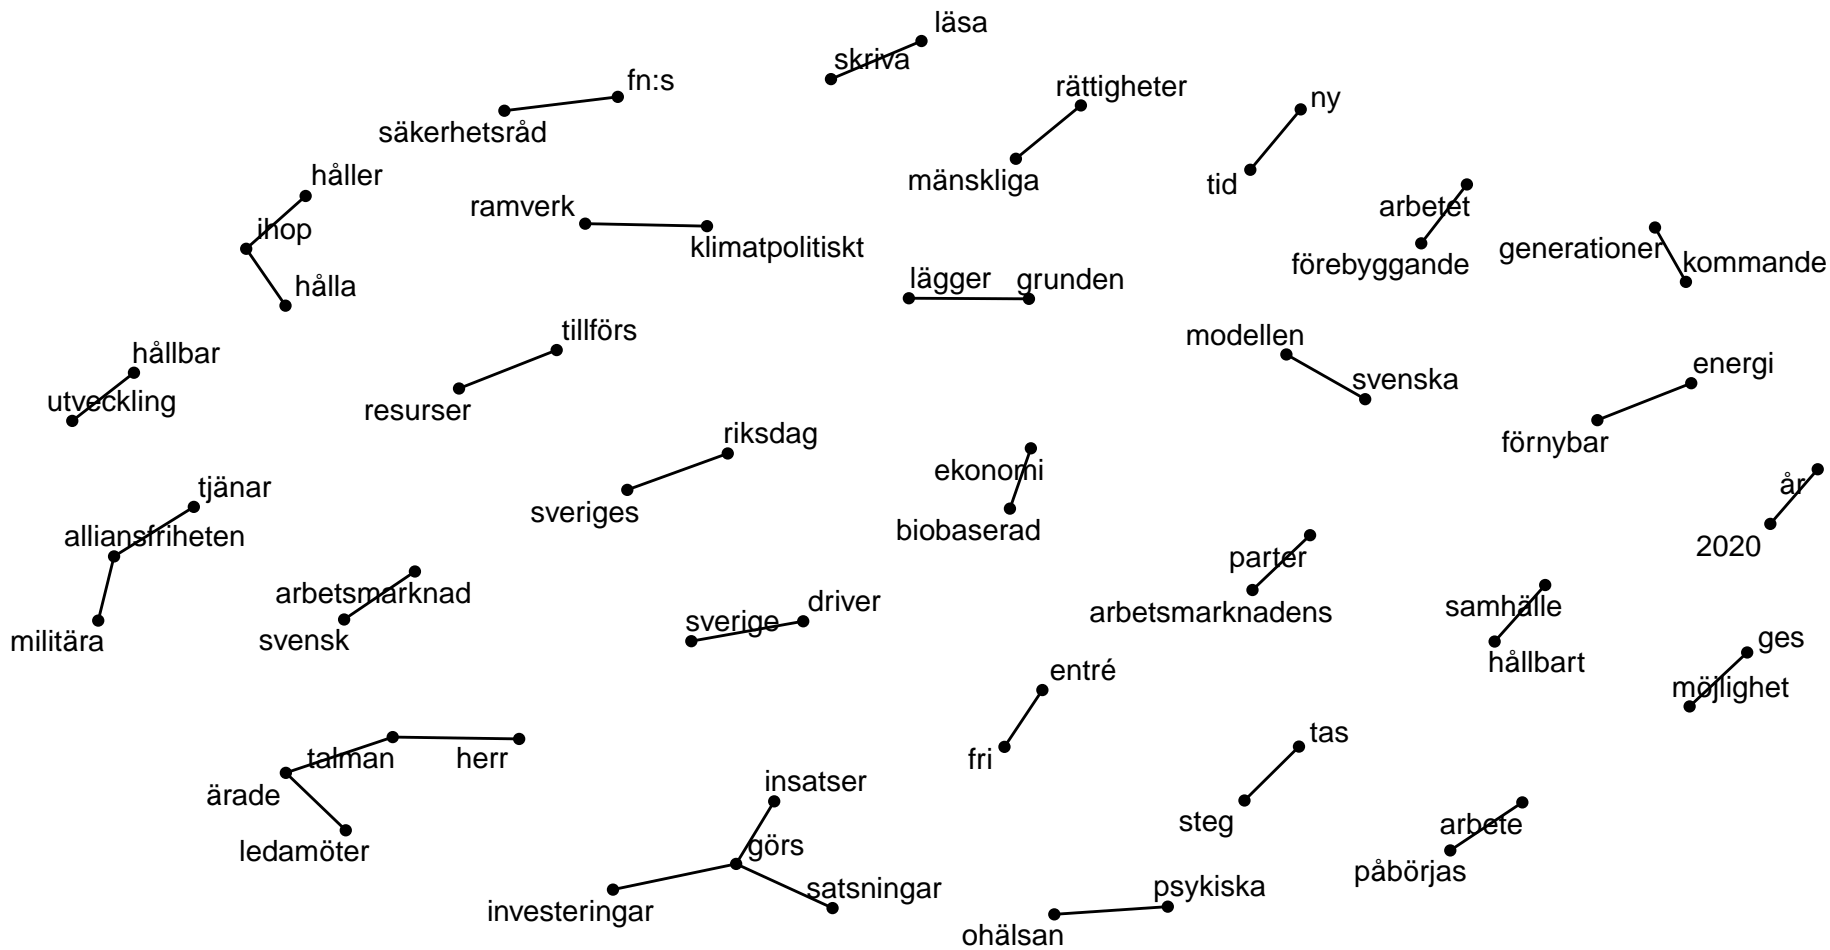 läsa
skriva
fn:s
rättigheter
ny
säkerhetsråd
håller
mänskliga
tid
ramverk
arbetet
ihop
klimatpolitiskt
generationer
förebyggande
kommande
lägger
grunden
hålla
tillförs
modellen
hållbar
energi
svenska
utveckling
resurser
riksdag
förnybar
ekonomi
tjänar
år
sveriges
biobaserad
alliansfriheten
2020
parter
arbetsmarknad
driver
samhälle
arbetsmarknadens
sverige
militära
svensk
ges
hållbart
entré
möjlighet
tas
talman
herr
fri
insatser
ärade
steg
arbete
görs
ledamöter
påbörjas
psykiska
satsningar
investeringar
ohälsan